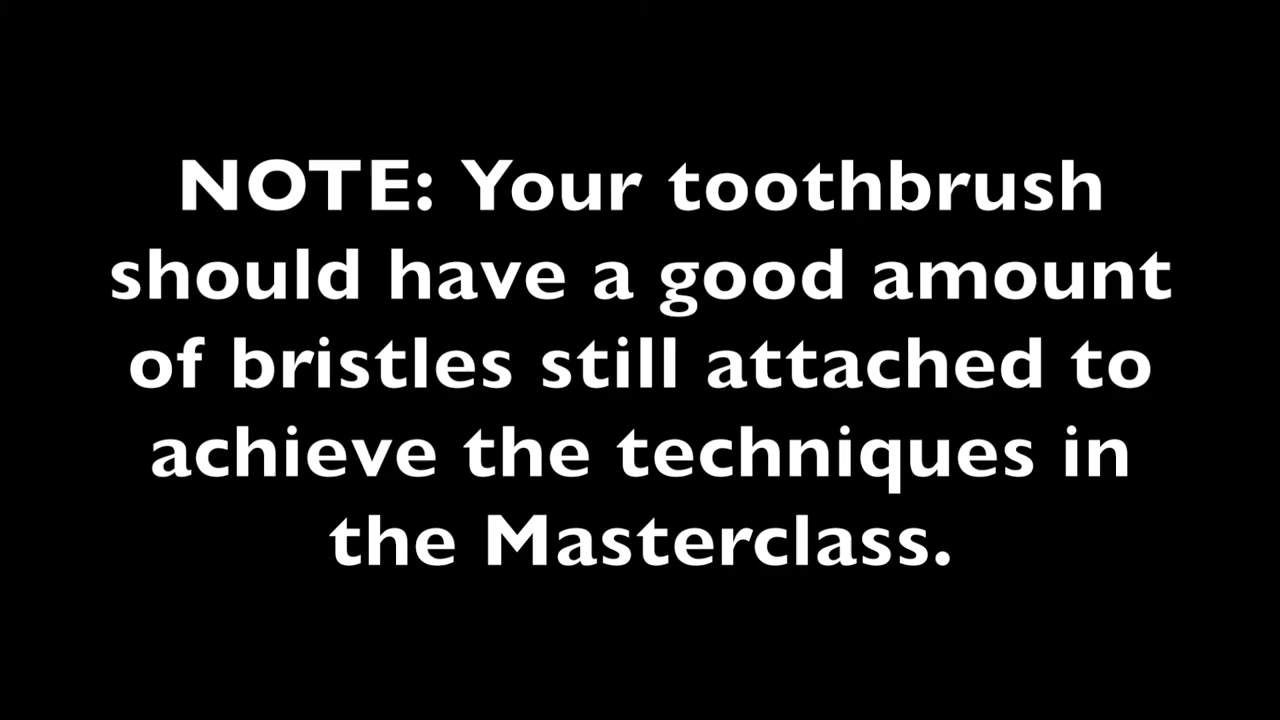 NOTE: Your toothbrush
should have a good amount
of bristles still attached to
achieve the techniques in
the Masterclass.